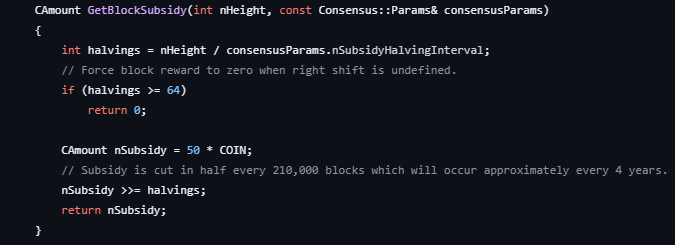 CAmount GetBlockSubsidy(int nHeight, const Consensus::Params& consensusParams)
{
    int halvings = nHeight / consensusParams.nSubsidyHalvingInterval;
    // Force block reward to zero when right shift is undefined.
    if (halvings >= 64)
        return 0;

    CAmount nSubsidy = 50 * COIN;
    // Subsidy is cut in half every 210,000 blocks which will occur approximately every 4 years.
    nSubsidy >>= halvings;
    return nSubsidy;
}